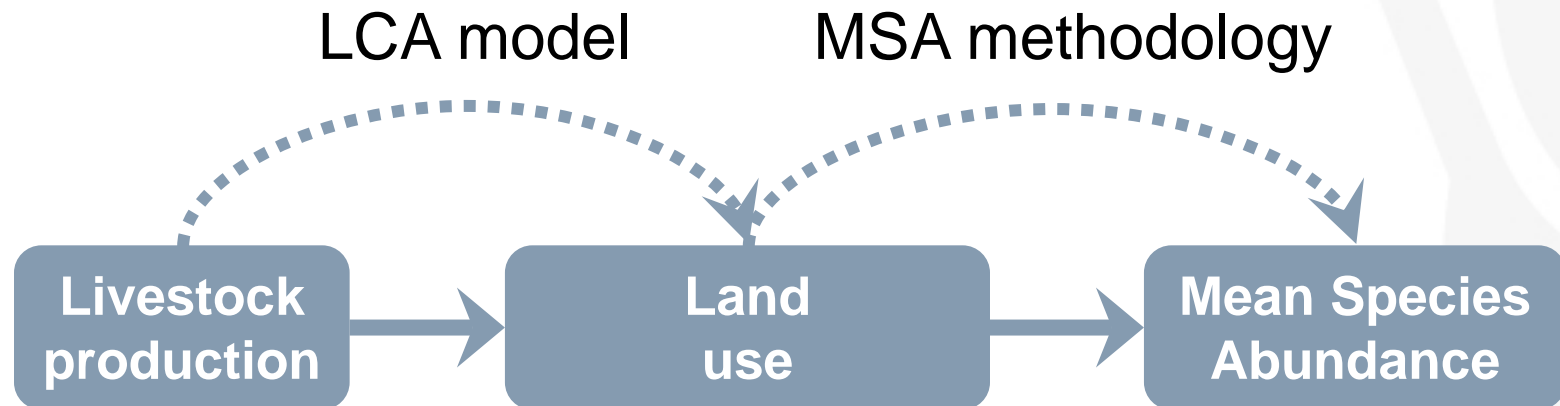 LCA model
MSA methodology
Livestock
production
Land
use
Mean Species
Abundance